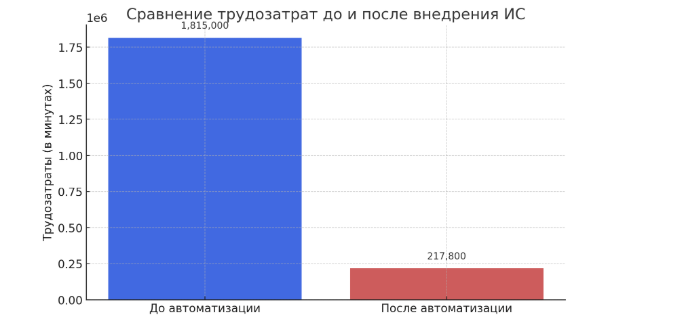 Сравнение трудозатрат до и после внедрения ИС
1e6
1,815,000
1.75
1.50
1.25
1.00
0.75
0.50
0.25
0.00
Трудозатраты (в минутах)
217,800
До автоматизации
После автоматизации